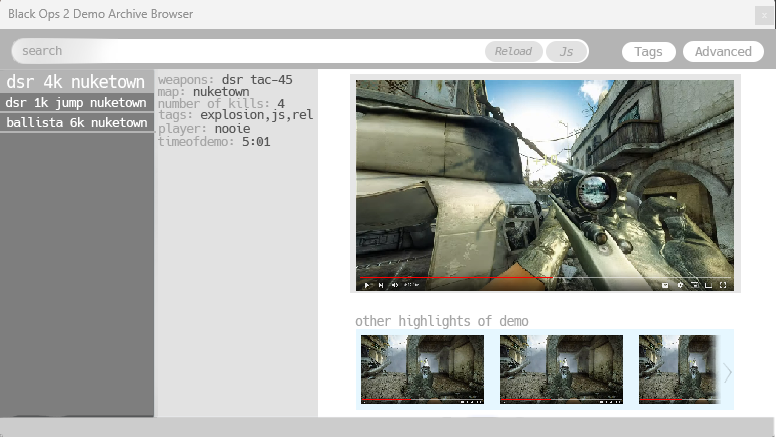 Black Ops 2 Demo Archive Browser
search
Reload
Js
Tags
Advanced
dsr 4k nuketown
dsr 1k jump nuketown
ballista 6k nuketown
weapons: dsr tac-45
map: nuketown
number of kills: 4
tags: explosion,js,rel
player: nooie
timeofdemo: 5:01
other highlights of demo